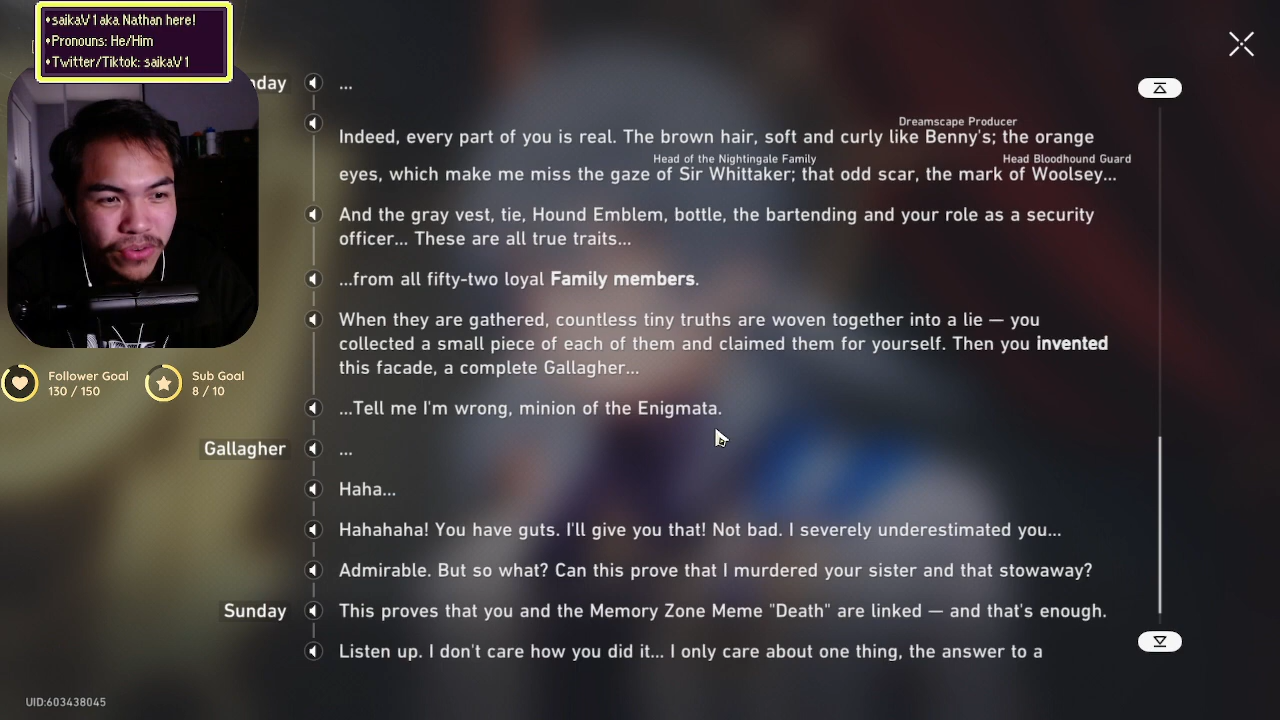 •saikaV1 aka Nathan here!
•Pronouns: He/Him
•Twitter/Tiktok: saikaV1
nday
...
Dreamscape Producer
Indeed, every part of you is real. The brown hair, soft and curly like Benny's; the orange
Head of the Nightingale Family
Head Bloodhound Guard
eyes, which make me miss the gaze of Sir Whittaker; that odd scar, the mark of Woolsey...
And the gray vest, tie, Hound Emblem, bottle, the bartending and your role as a security
officer... These are all true traits...
...from all fifty-two loyal Family members.
When they are gathered, countless tiny truths are woven together into a lie — you
collected a small piece of each of them and claimed them for yourself. Then you invented
this facade, a complete Gallagher...
Follower Goal
130 / 150
Sub Goal
8 / 10
...Tell me I'm wrong, minion of the Enigmata.
Gallagher
...
Haha...
Hahahaha! You have guts. I'll give you that! Not bad. I severely underestimated you...
Admirable. But so what? Can this prove that I murdered your sister and that stowaway?
Sunday
This proves that you and the Memory Zone Meme "Death" are linked — and that's enough.
Listen up. I don't care how you did it... I only care about one thing, the answer to a
UID:603438045